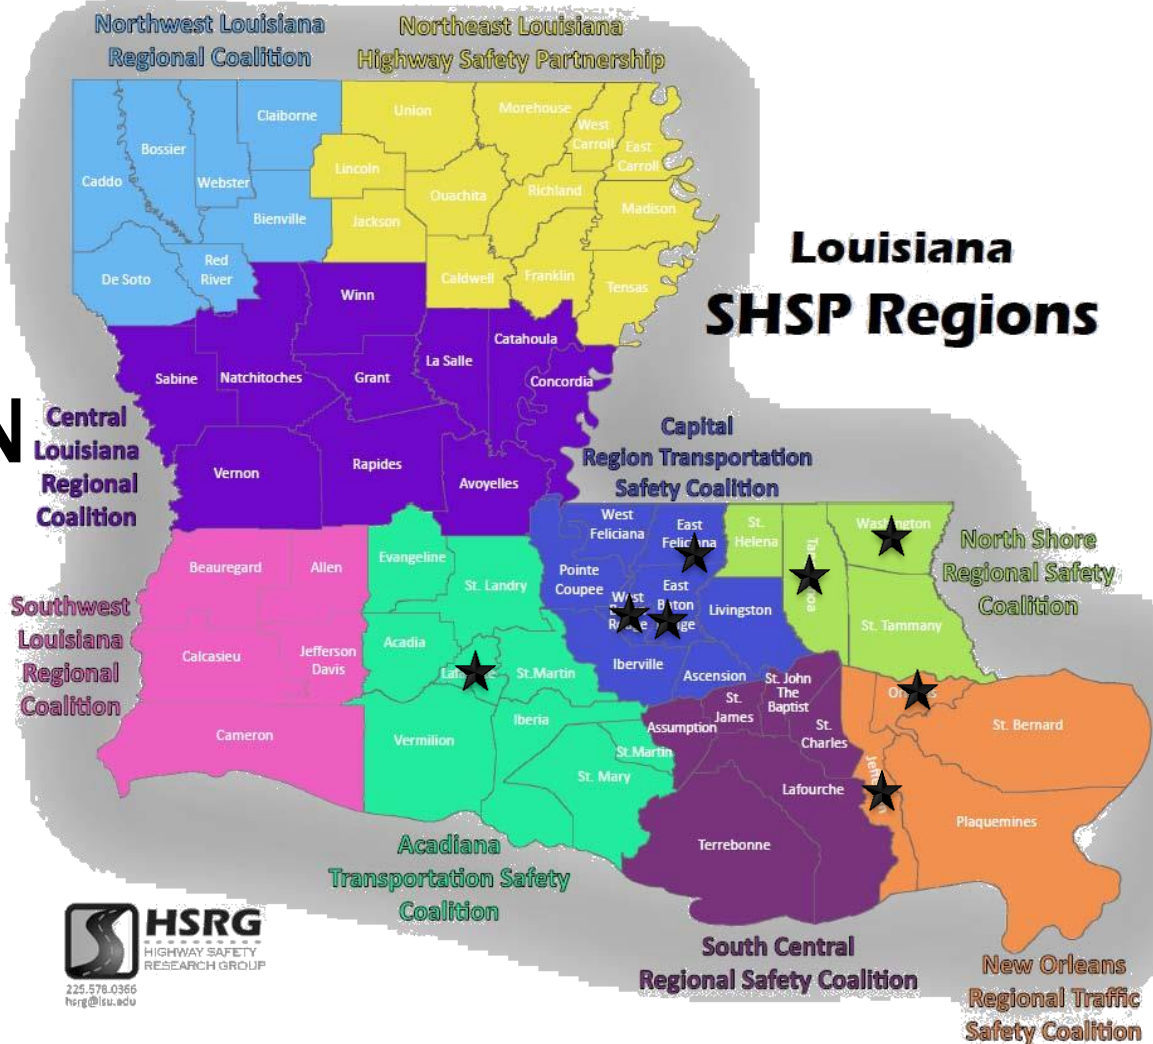 Northwest Louisiana
Regional Coalition
Northeast Louisiana
Highway Safety Partnership
Claiborne
Union
Morehouse
West
Carroll
East
Carroll
Bossier
Caddo
Webster
Lincoln
Ouachita
Richland
Madison
Bienville
Jackson
De Soto
Red
River
Caldwell
Franklin
Tensas
Louisiana
SHSP Regions
Winn
Catahoula
La Salle
Sabine
Natchitoches
Grant
Concordia
N
Central
Louisiana
Regional
Coalition
Vernon
Rapides
Avoyelles
Capital
Region Transportation
Safety Coalition
West
Feliciana
East
Feliciana
St.
Helena
Washington
North Shore
Regional Safety
Coalition
Beauregard
Allen
Evangeline
St. Landry
Pointe
Coupee
West
East
Baton
Livingston
St. Tammany
Southwest
Louisiana
Regional
Coalition
Calcasieu
Jefferson
Davis
Acadia
St.Martin
Iberville
Ascension
St. John
The
Baptist
St.
James
Assumption
St.
Charles
St. Bernard
Cameron
Vermilion
Iberia
St.Martin
St. Mary
Lafourche
Plaquemines
Terrebonne
Acadiana
Transportation Safety
Coalition
South Central
Regional Safety Coalition
New Orleans
Regional Traffic
Safety Coalition
HSRG
HIGHWAY SAFETY
RESEARCH GROUP
225.578.0366
hsrg@lsu.edu